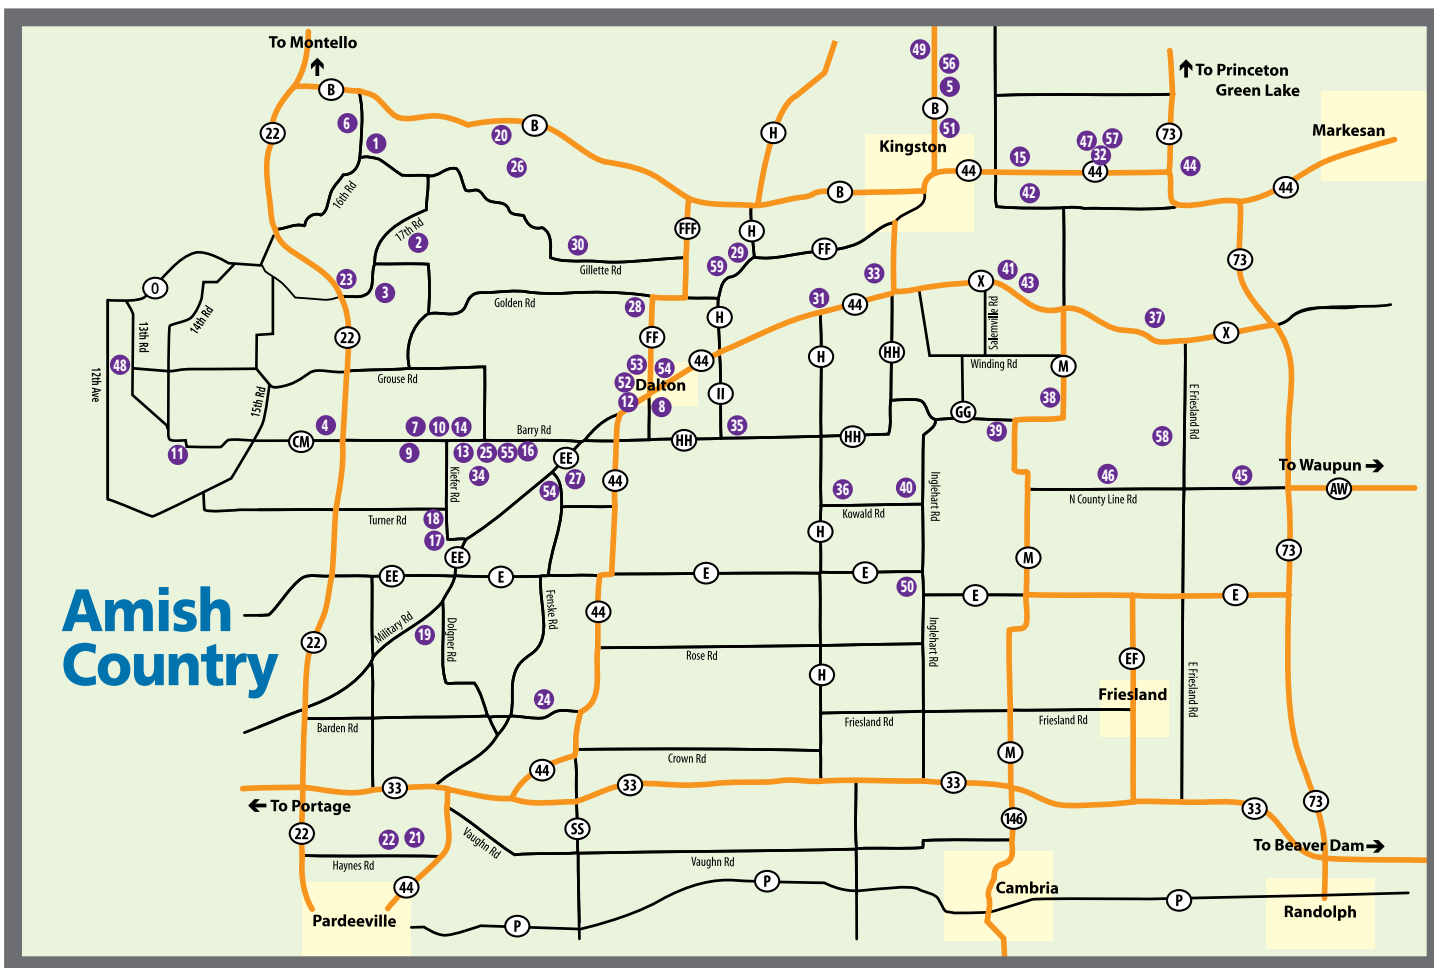 To Montello
To Princeton
Green Lake
Markesan
Kingston
49
56
5
B
51
B
6
1
22
20
B
26
H
73
47
57
32
15
44
44
44
42
44
B
16th Rd
17th Rd
2
30
Gillette Rd
FFF
H
29
59
FF
33
X
41
43
73
O
23
3
Golden Rd
28
31
44
13th Rd
14th Rd
22
FF
H
H
HH
Salemville Rd
37
X
48
12th Ave
15th Rd
Grouse Rd
53
54
52
Dalton
12
8
44
II
Winding Rd
M
38
E Friesland Rd
4
7
10
14
Barry Rd
35
GG
39
11
CM
9
13
25
55
16
EE
HH
HH
58
34
Kiefer Rd
27
54
44
36
40
Inglehart Rd
Kowald Rd
46
N County Line Rd
45
To Waupun
AW
Turner Rd
18
17
EE
H
M
73
EE
E
E
E
50
E
E
Amish
Country
22
Military Rd
19
Dolgner Rd
Fenske Rd
44
Rose Rd
H
Inglehart Rd
EF
Friesland
E Friesland Rd
24
Barden Rd
Friesland Rd
Friesland Rd
Crown Rd
M
44
33
33
33
33
73
To Portage
22
22
21
Haynes Rd
Vaughn Rd
SS
Vaughn Rd
146
To Beaver Dam
44
Pardeeville
P
P
Cambria
P
Randolph